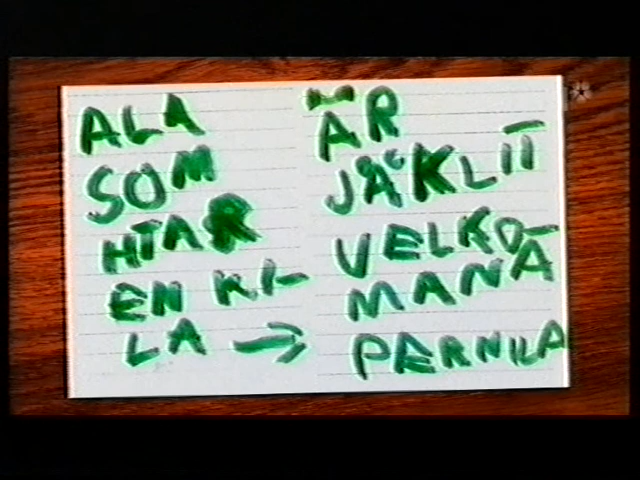 ALA
SOM
HTAR
EN KI-
LA →
ÄR
JÄKLIT
VELKO-
MANA
PERNILA